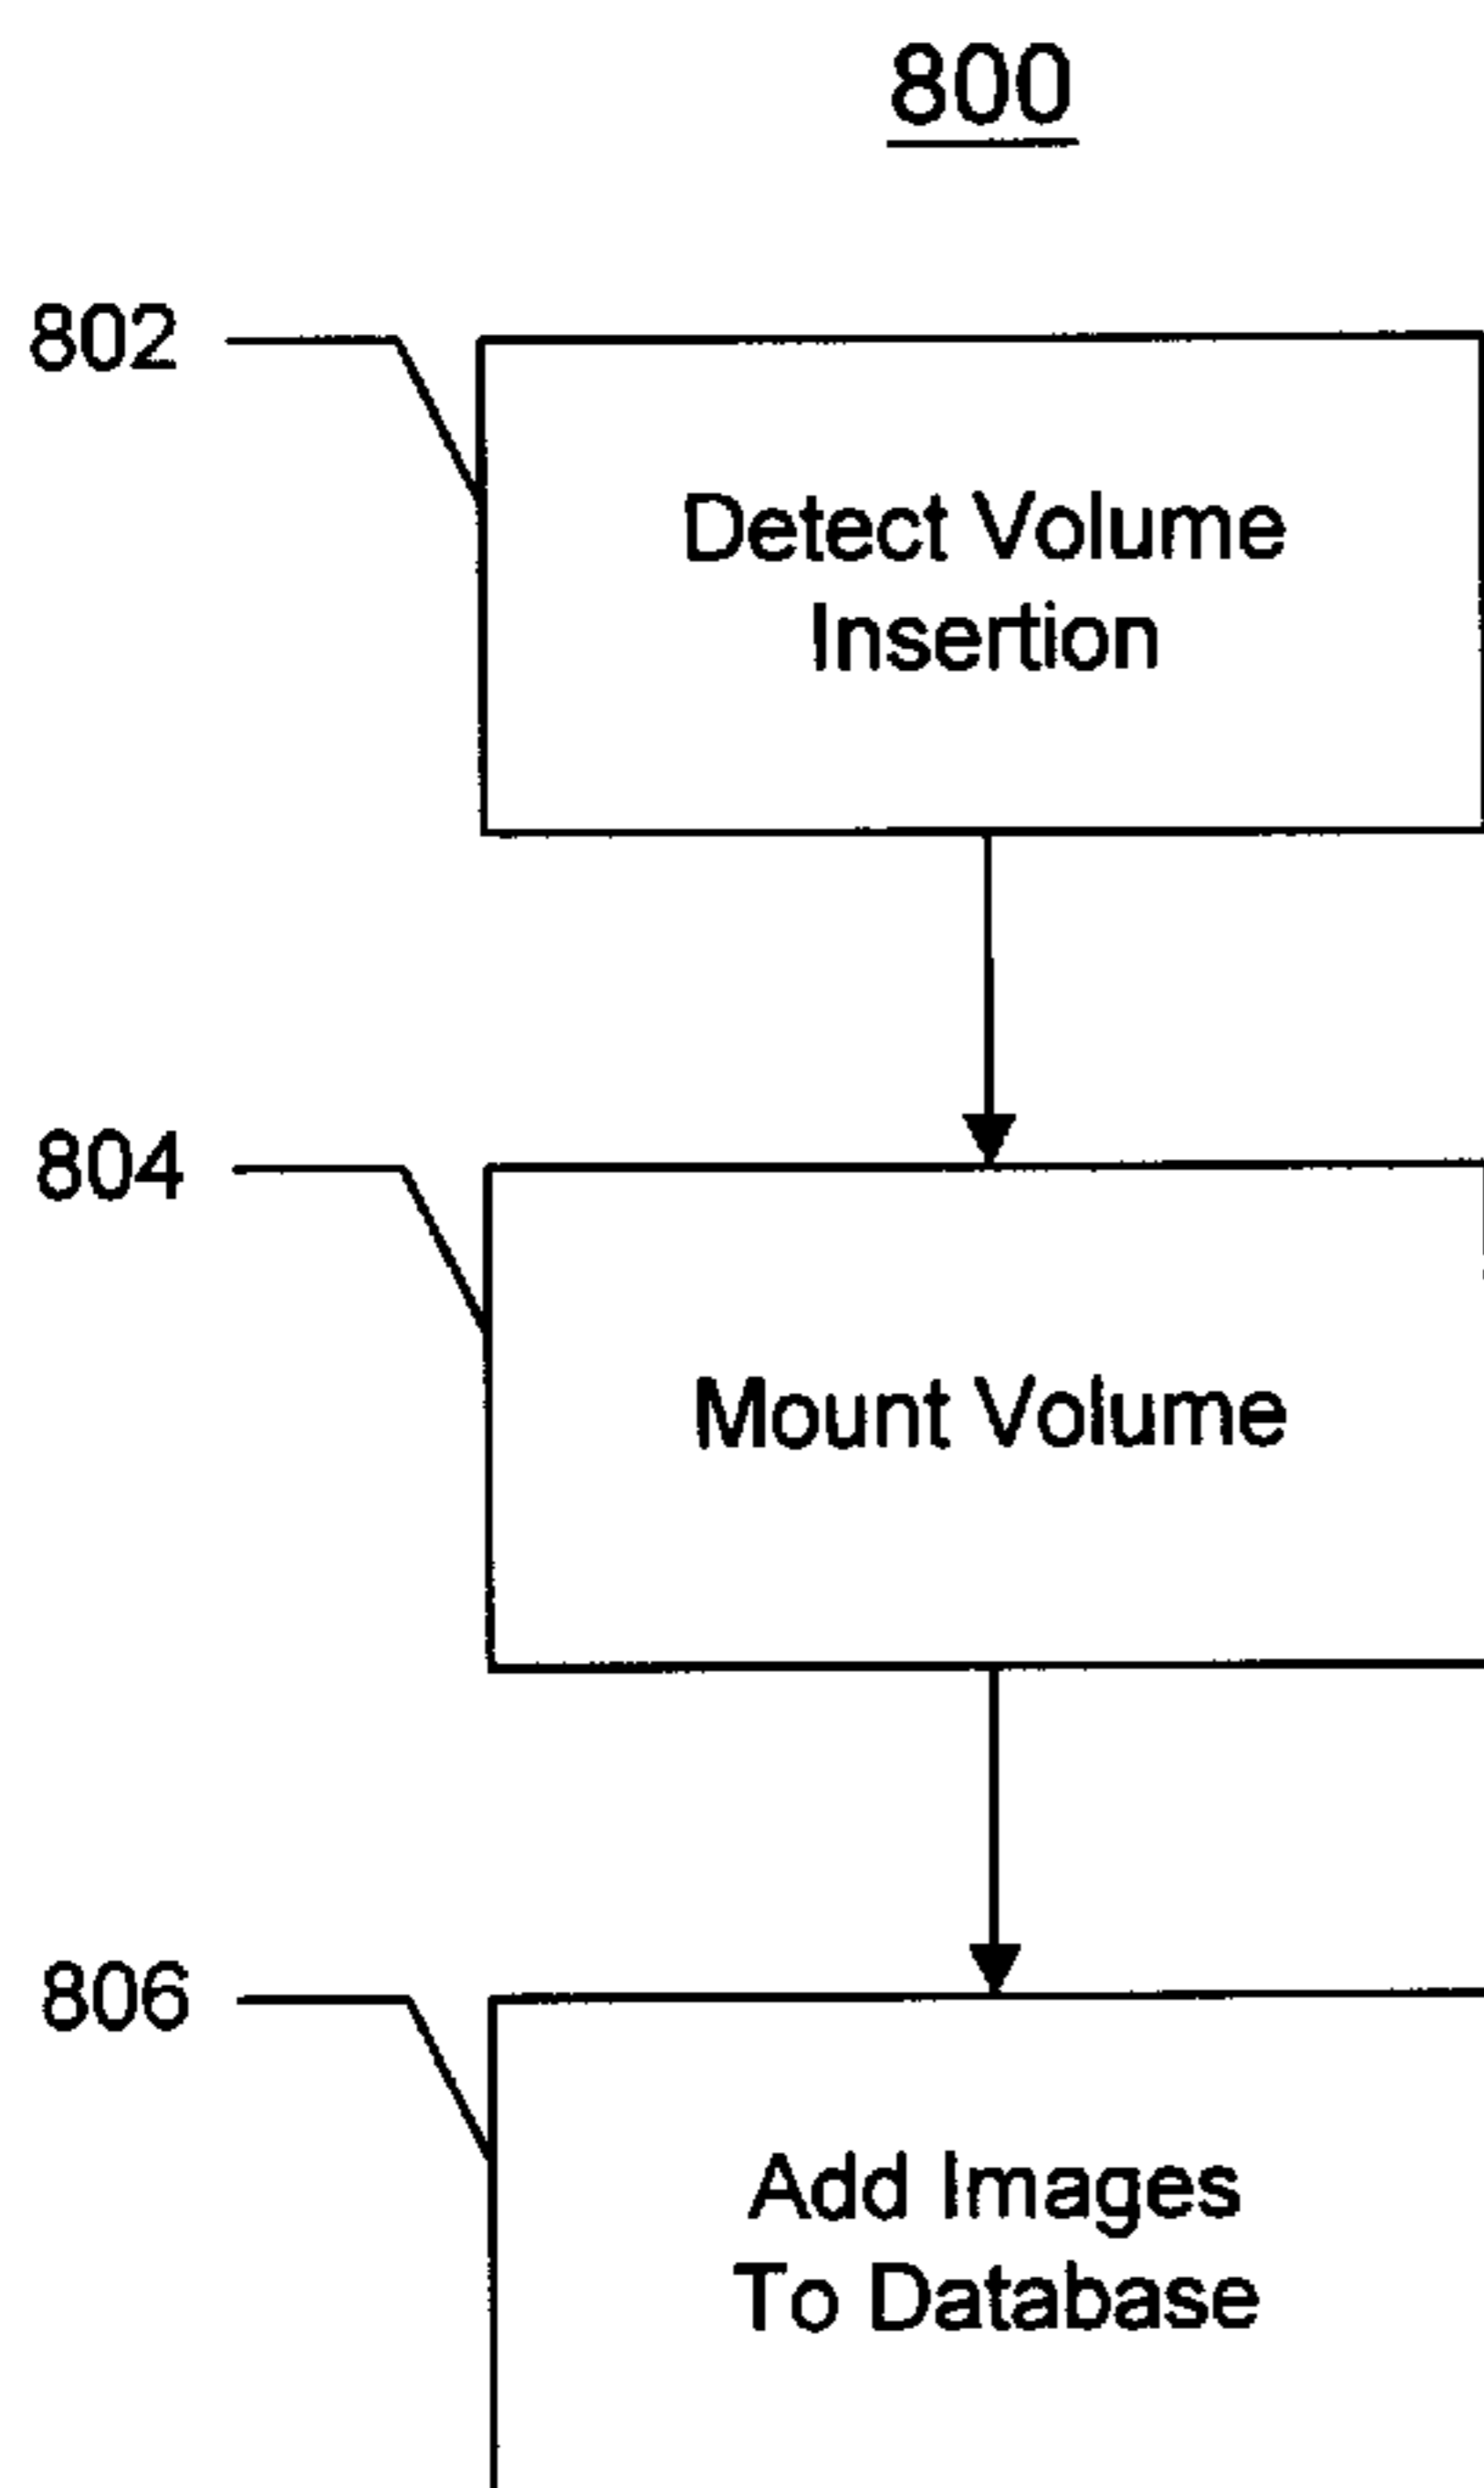 800
802
Detect Volume
Insertion
804
Mount Volume
806
Add Images
To Database